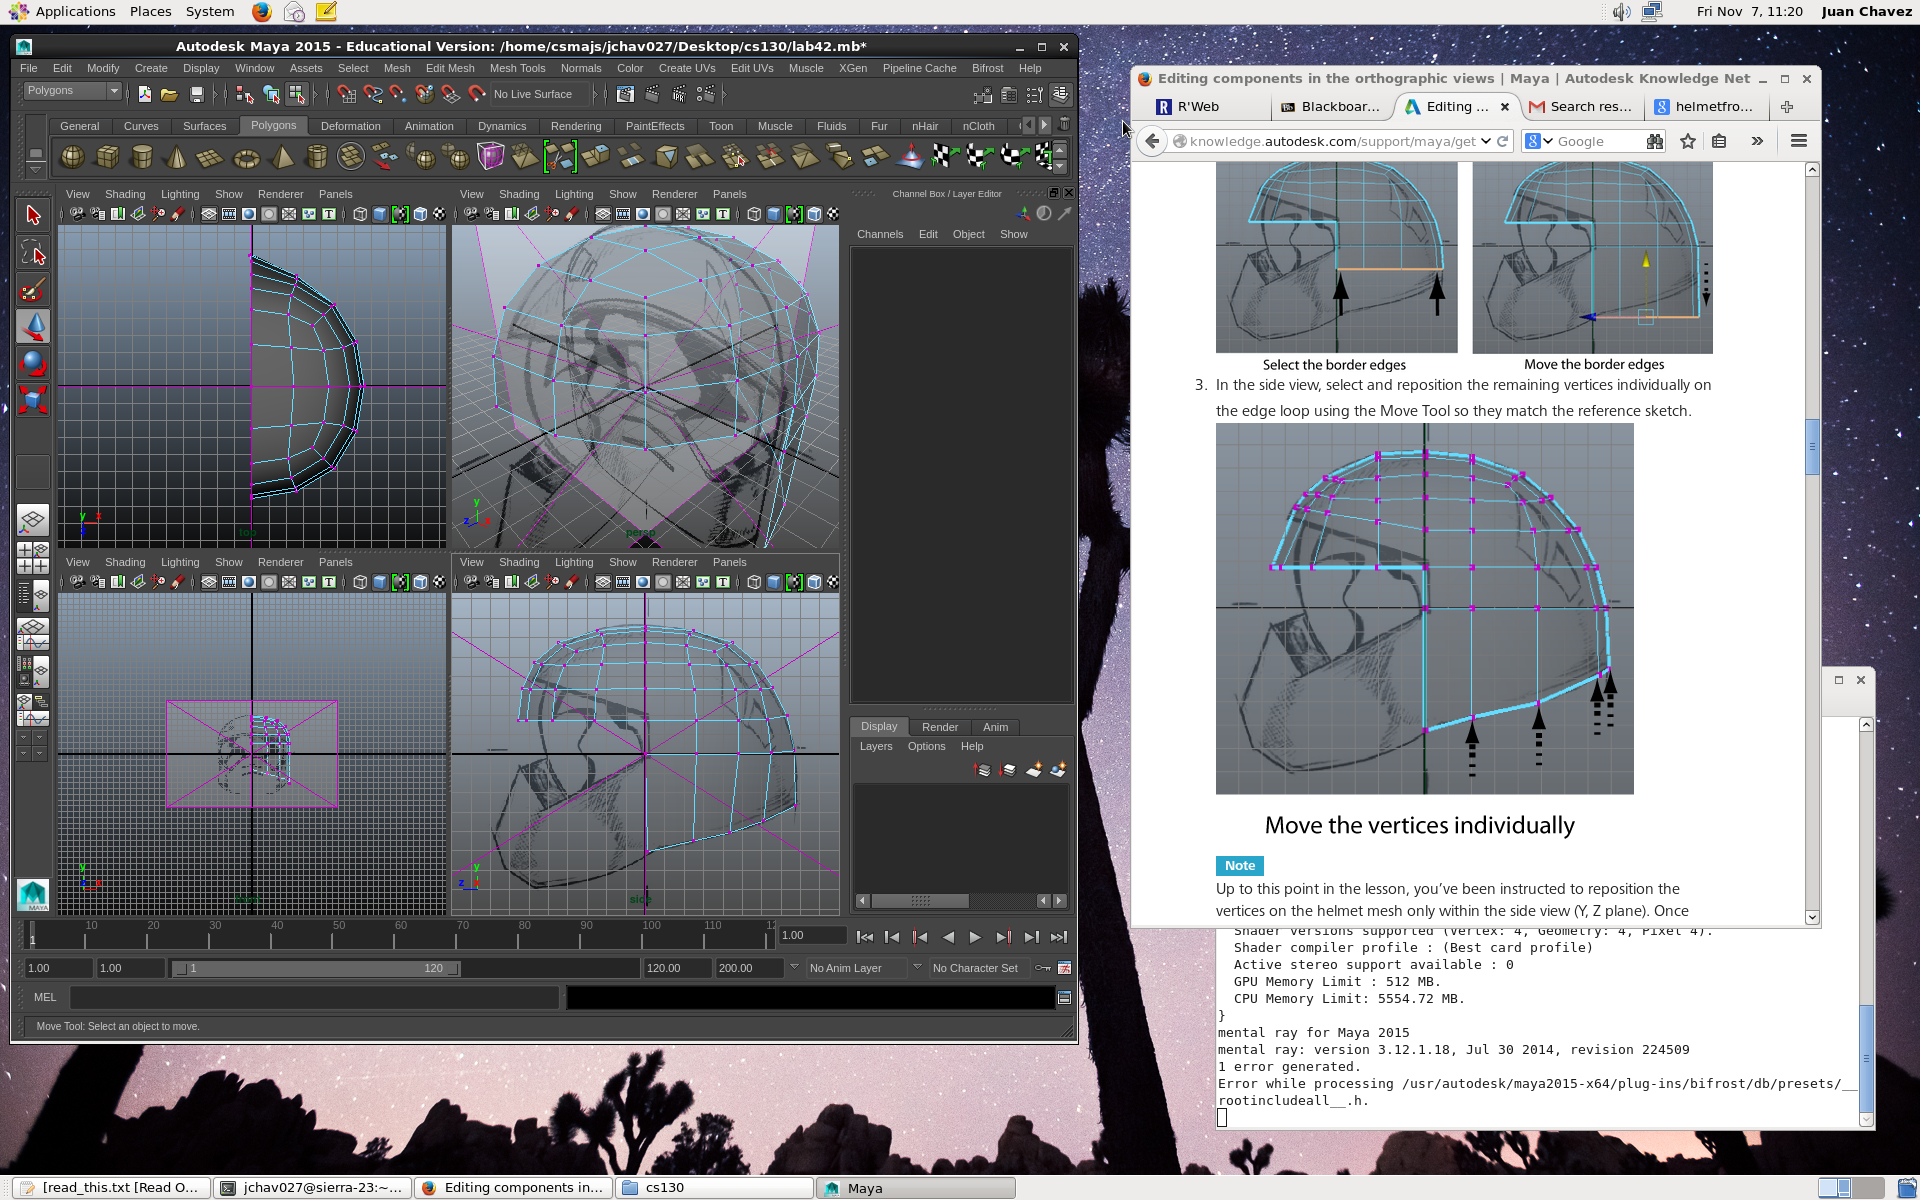 Applications Places System
Fri Nov 7, 11:20 Juan Chavez
Autodesk Maya 2015 - Educational Version: /home/csmajs/jchav027/Desktop/cs130/lab42.mb*
File Edit Modify Create Display Window Assets Select Mesh Edit Mesh Mesh Tools Normals Color Create UVs Edit UVs Muscle XGen Pipeline Cache Bifrost Help
Polygons
No Live Surface
General Curves Surfaces Polygons Deformation Animation Dynamics Rendering PaintEffects Toon Muscle Fluids Fur nHair nCloth
View Shading Lighting Show Renderer Panels
View Shading Lighting Show Renderer Panels
Channel Box / Layer Editor
Channels Edit Object Show
y x
top
y
z x
persp
View Shading Lighting Show Renderer Panels
View Shading Lighting Show Renderer Panels
y
z x
y
z
side
Display Render Anim
Layers Options Help
MAYA
1 10 20 30 40 50 60 70 80 90 100 110 12
1.00
1.00 1.00 1 120 120.00 200.00 No Anim Layer No Character Set
MEL
Move Tool: Select an object to move.
Editing components in the orthographic views | Maya | Autodesk Knowledge Net
R'Web Blackboar... Editing ... Search res... helmetfro...
knowledge.autodesk.com/support/maya/get
Google
Select the border edges Move the border edges
3. In the side view, select and reposition the remaining vertices individually on
the edge loop using the Move Tool so they match the reference sketch.
Move the vertices individually
Note
Up to this point in the lesson, you've been instructed to reposition the
vertices on the helmet mesh only within the side view (Y, Z plane). Once
Shader versions supported (Vertex: 4, Geometry: 4, Pixel 4).
Shader compiler profile : (Best card profile)
Active stereo support available : 0
GPU Memory Limit : 512 MB.
CPU Memory Limit: 5554.72 MB.
}
mental ray for Maya 2015
mental ray: version 3.12.1.18, Jul 30 2014, revision 224509
1 error generated.
Error while processing /usr/autodesk/maya2015-x64/plug-ins/bifrost/db/presets/__
rootincludeall__.h.
[read_this.txt [Read O... jchav027@sierra-23:~... Editing components in... cs130 Maya